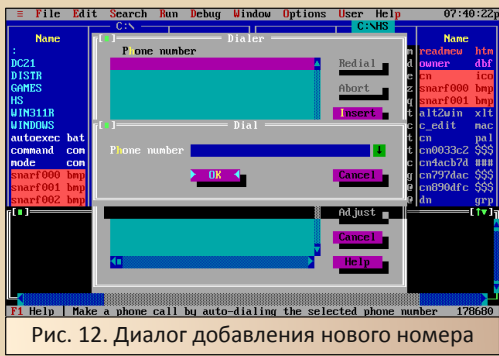 ≡ File Edit Search Run Debug Window Options User Help 07:40:22p
C:\ C:\HS
Name Dialer Name
: Phone number readmew htm
DC21 Redial owner dbf
DISTR cn ico
GAMES Abort snarf000 bmp
HS Insert snarf001 bmp
WIN311R alt2win xlt
WINDOWS Dial c_edit mac
autoexec bat cn pal
command com Phone number cn0033c2 $$$
mode com cn4acb7d ###
snarf000 bmp OK Cancel cn797dac $$$
snarf001 bmp cn890dfc $$$
snarf002 bmp dn grp
Adjust
Cancel
Help
F1 Help | Make a phone call by auto-dialing the selected phone number 178680
Рис. 12. Диалог добавления нового номера